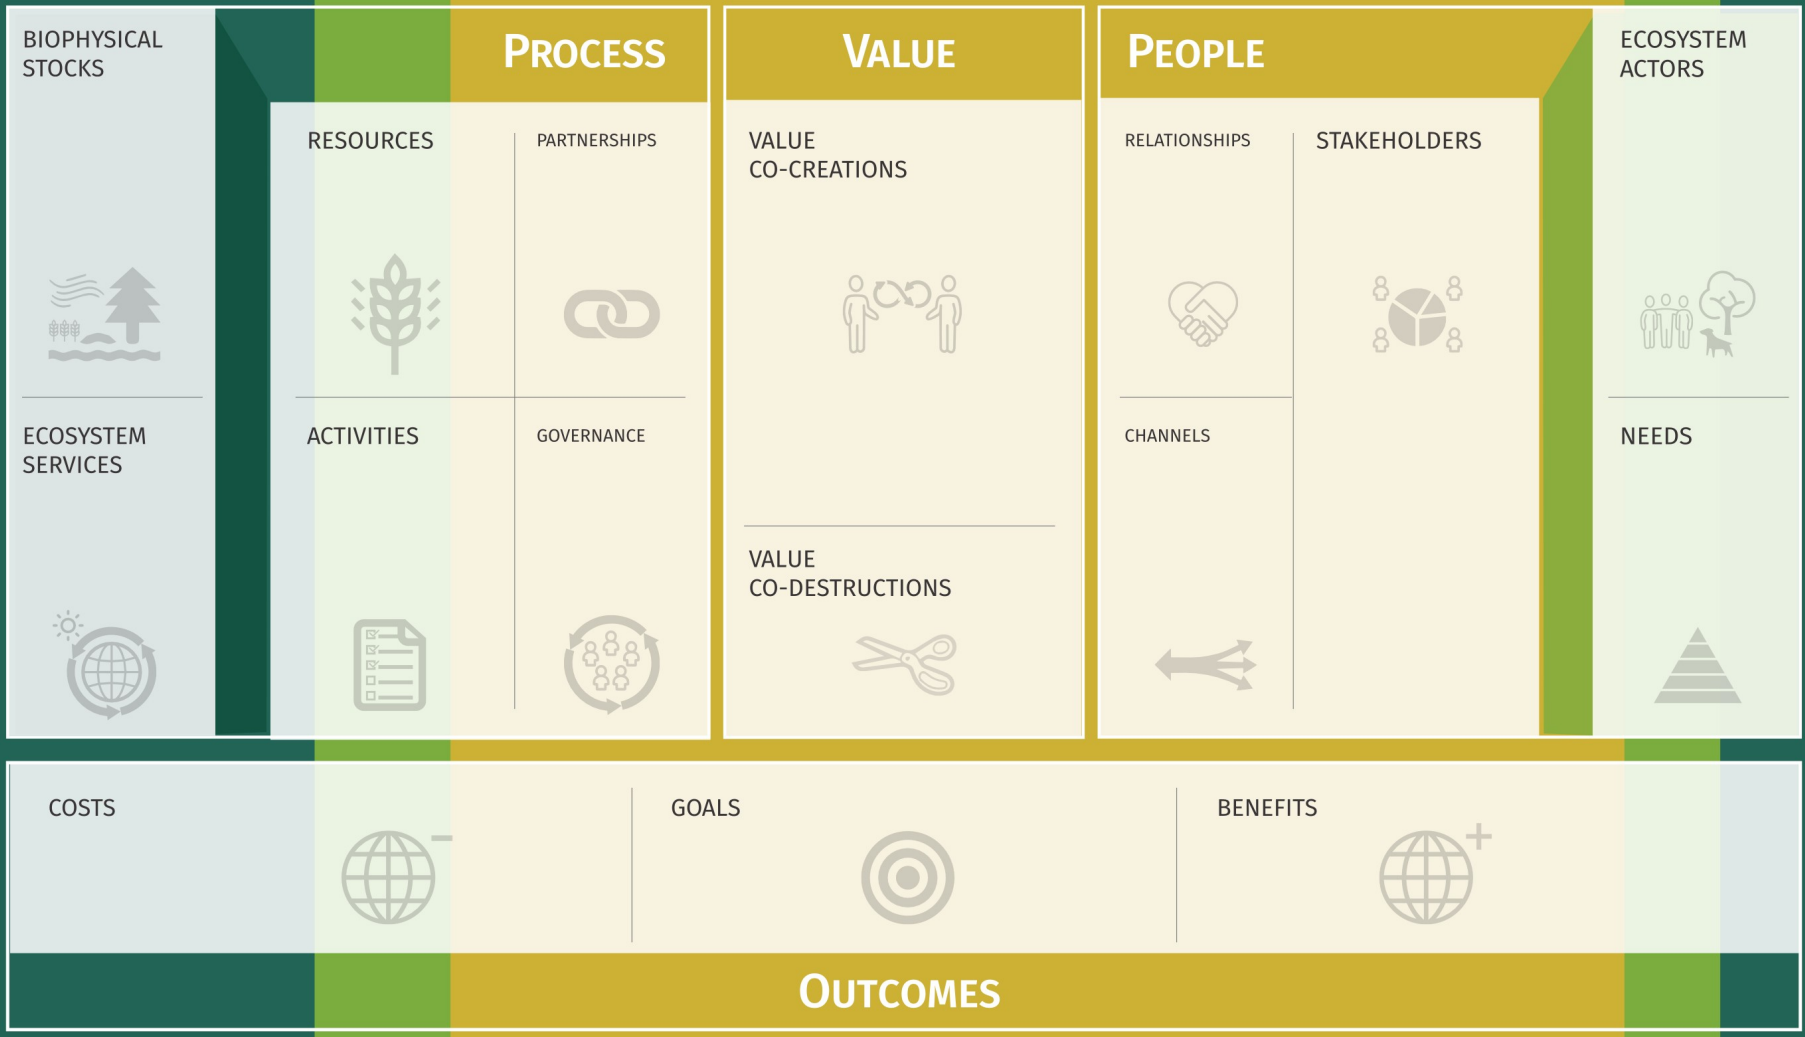 BIOPHYSICAL
STOCKS
PROCESS
VALUE
PEOPLE
ECOSYSTEM
ACTORS
RESOURCES
PARTNERSHIPS
VALUE
CO-CREATIONS
RELATIONSHIPS
STAKEHOLDERS
ECOSYSTEM
SERVICES
ACTIVITIES
GOVERNANCE
CHANNELS
NEEDS
VALUE
CO-DESTRUCTIONS
COSTS
GOALS
BENEFITS
OUTCOMES